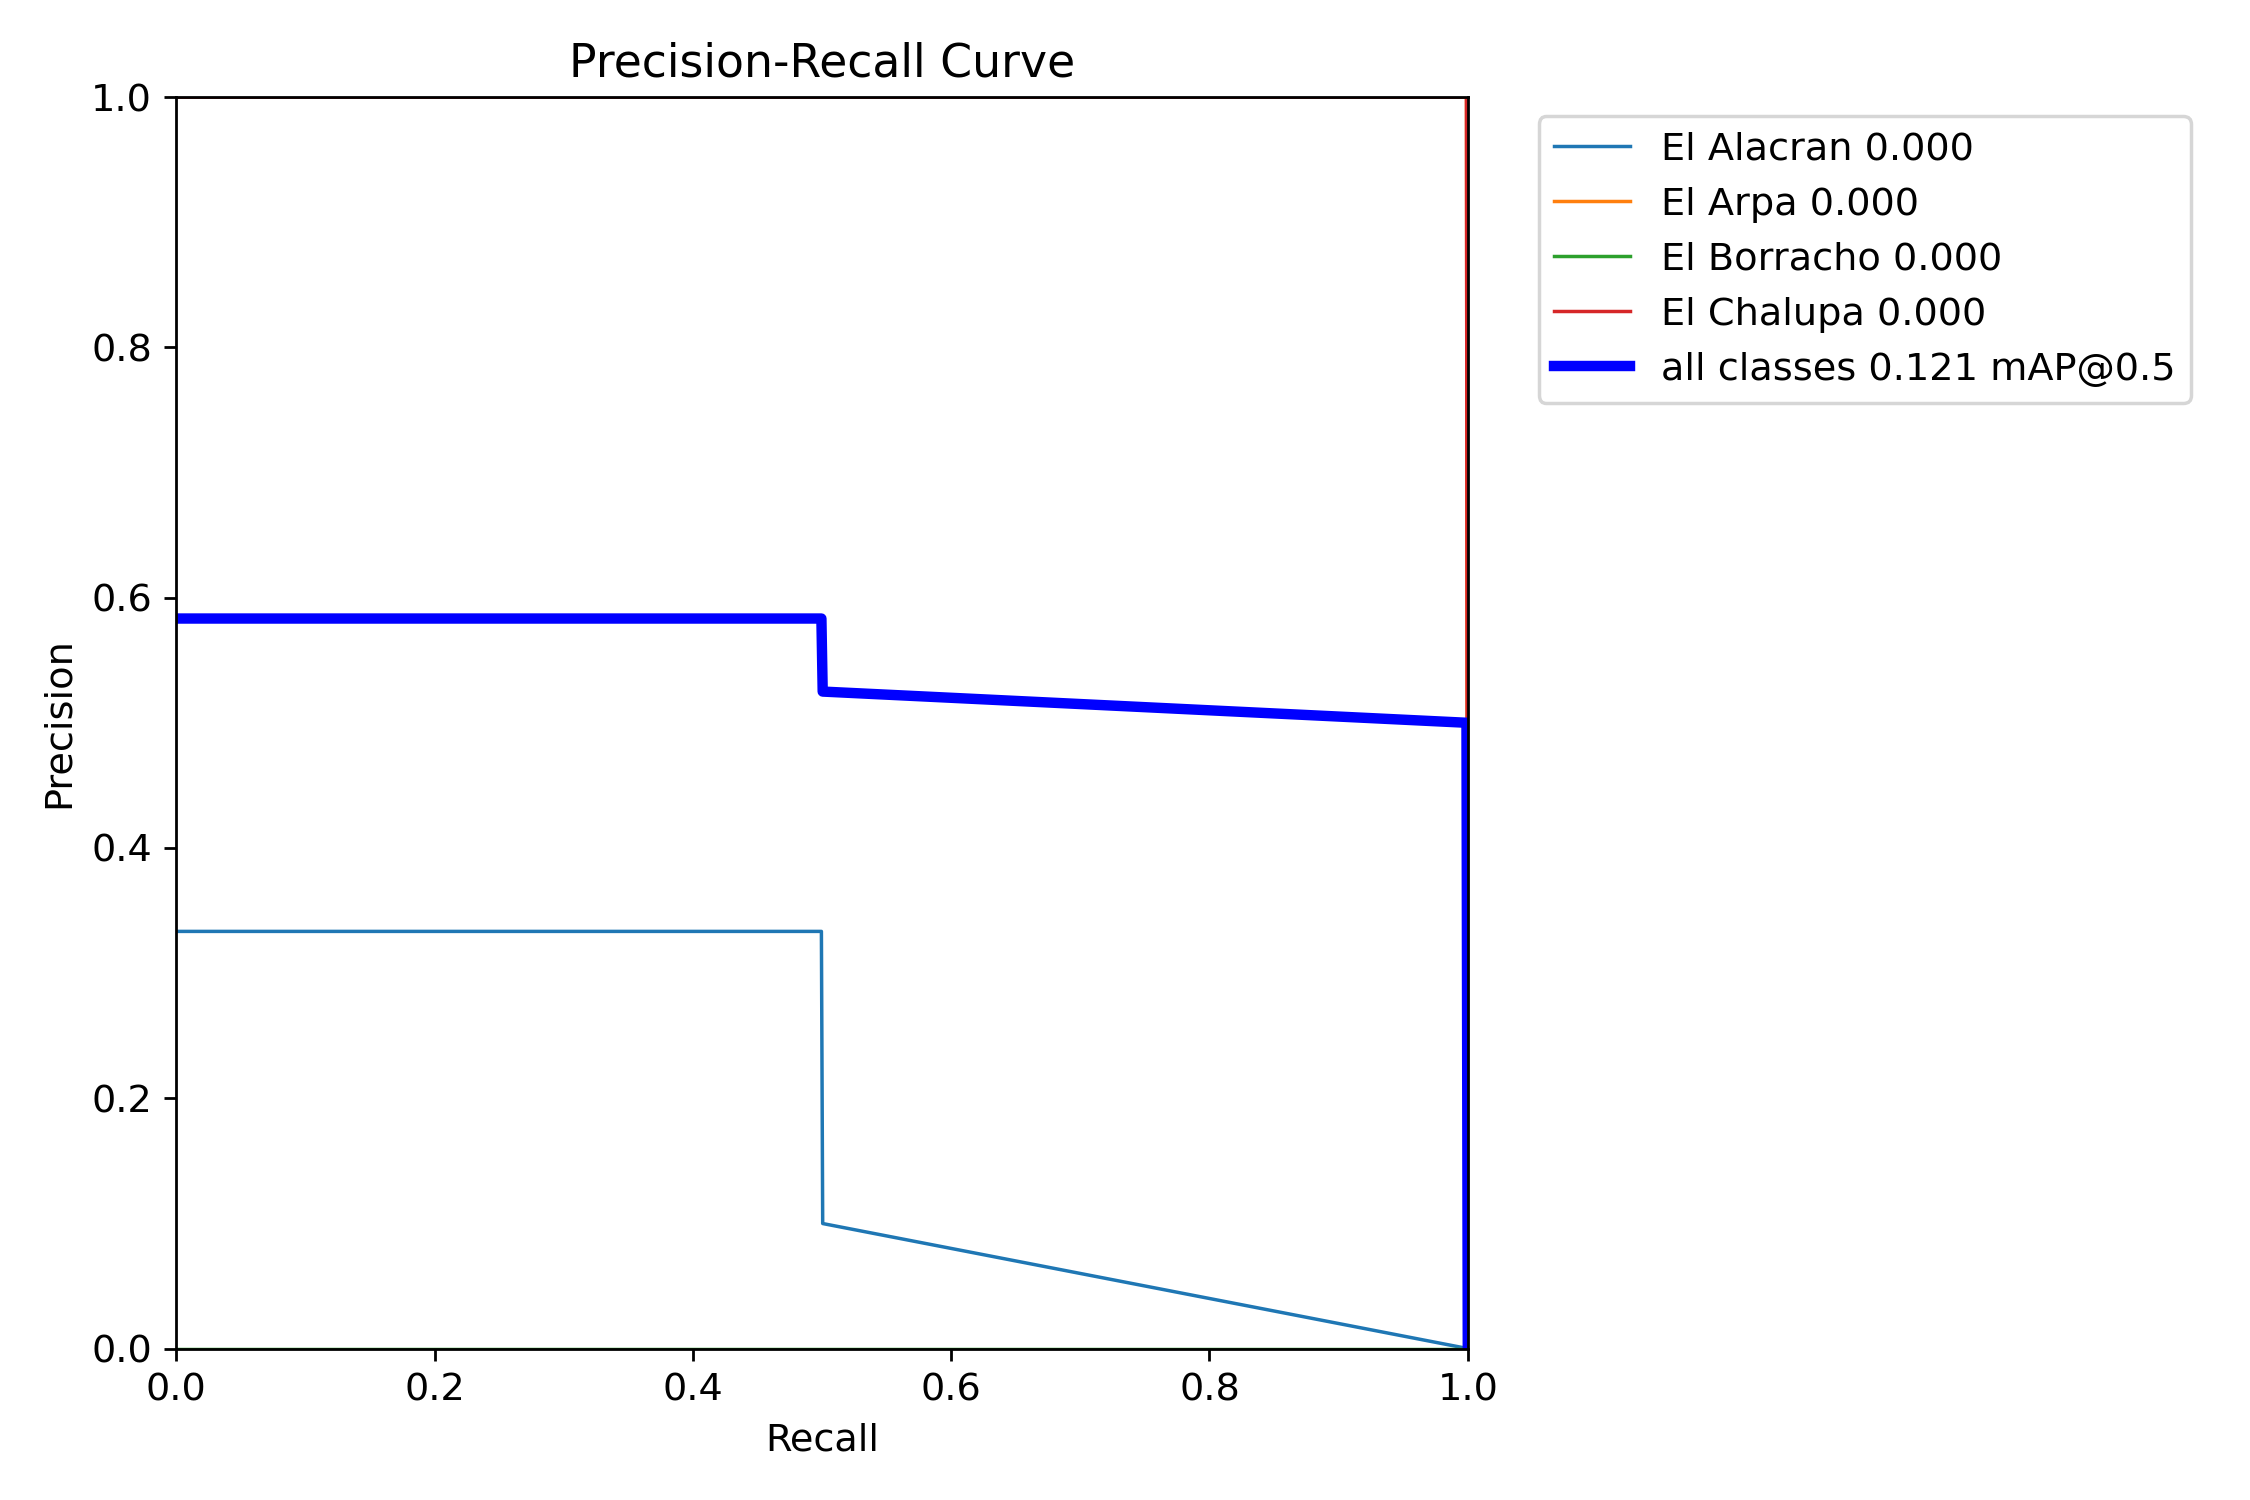 Precision-Recall Curve
1.0
0.8
0.6
0.4
0.2
0.0
Precision
0.0 0.2 0.4 0.6 0.8 1.0
Recall
El Alacran 0.000
El Arpa 0.000
El Borracho 0.000
El Chalupa 0.000
all classes 0.121 mAP@0.5